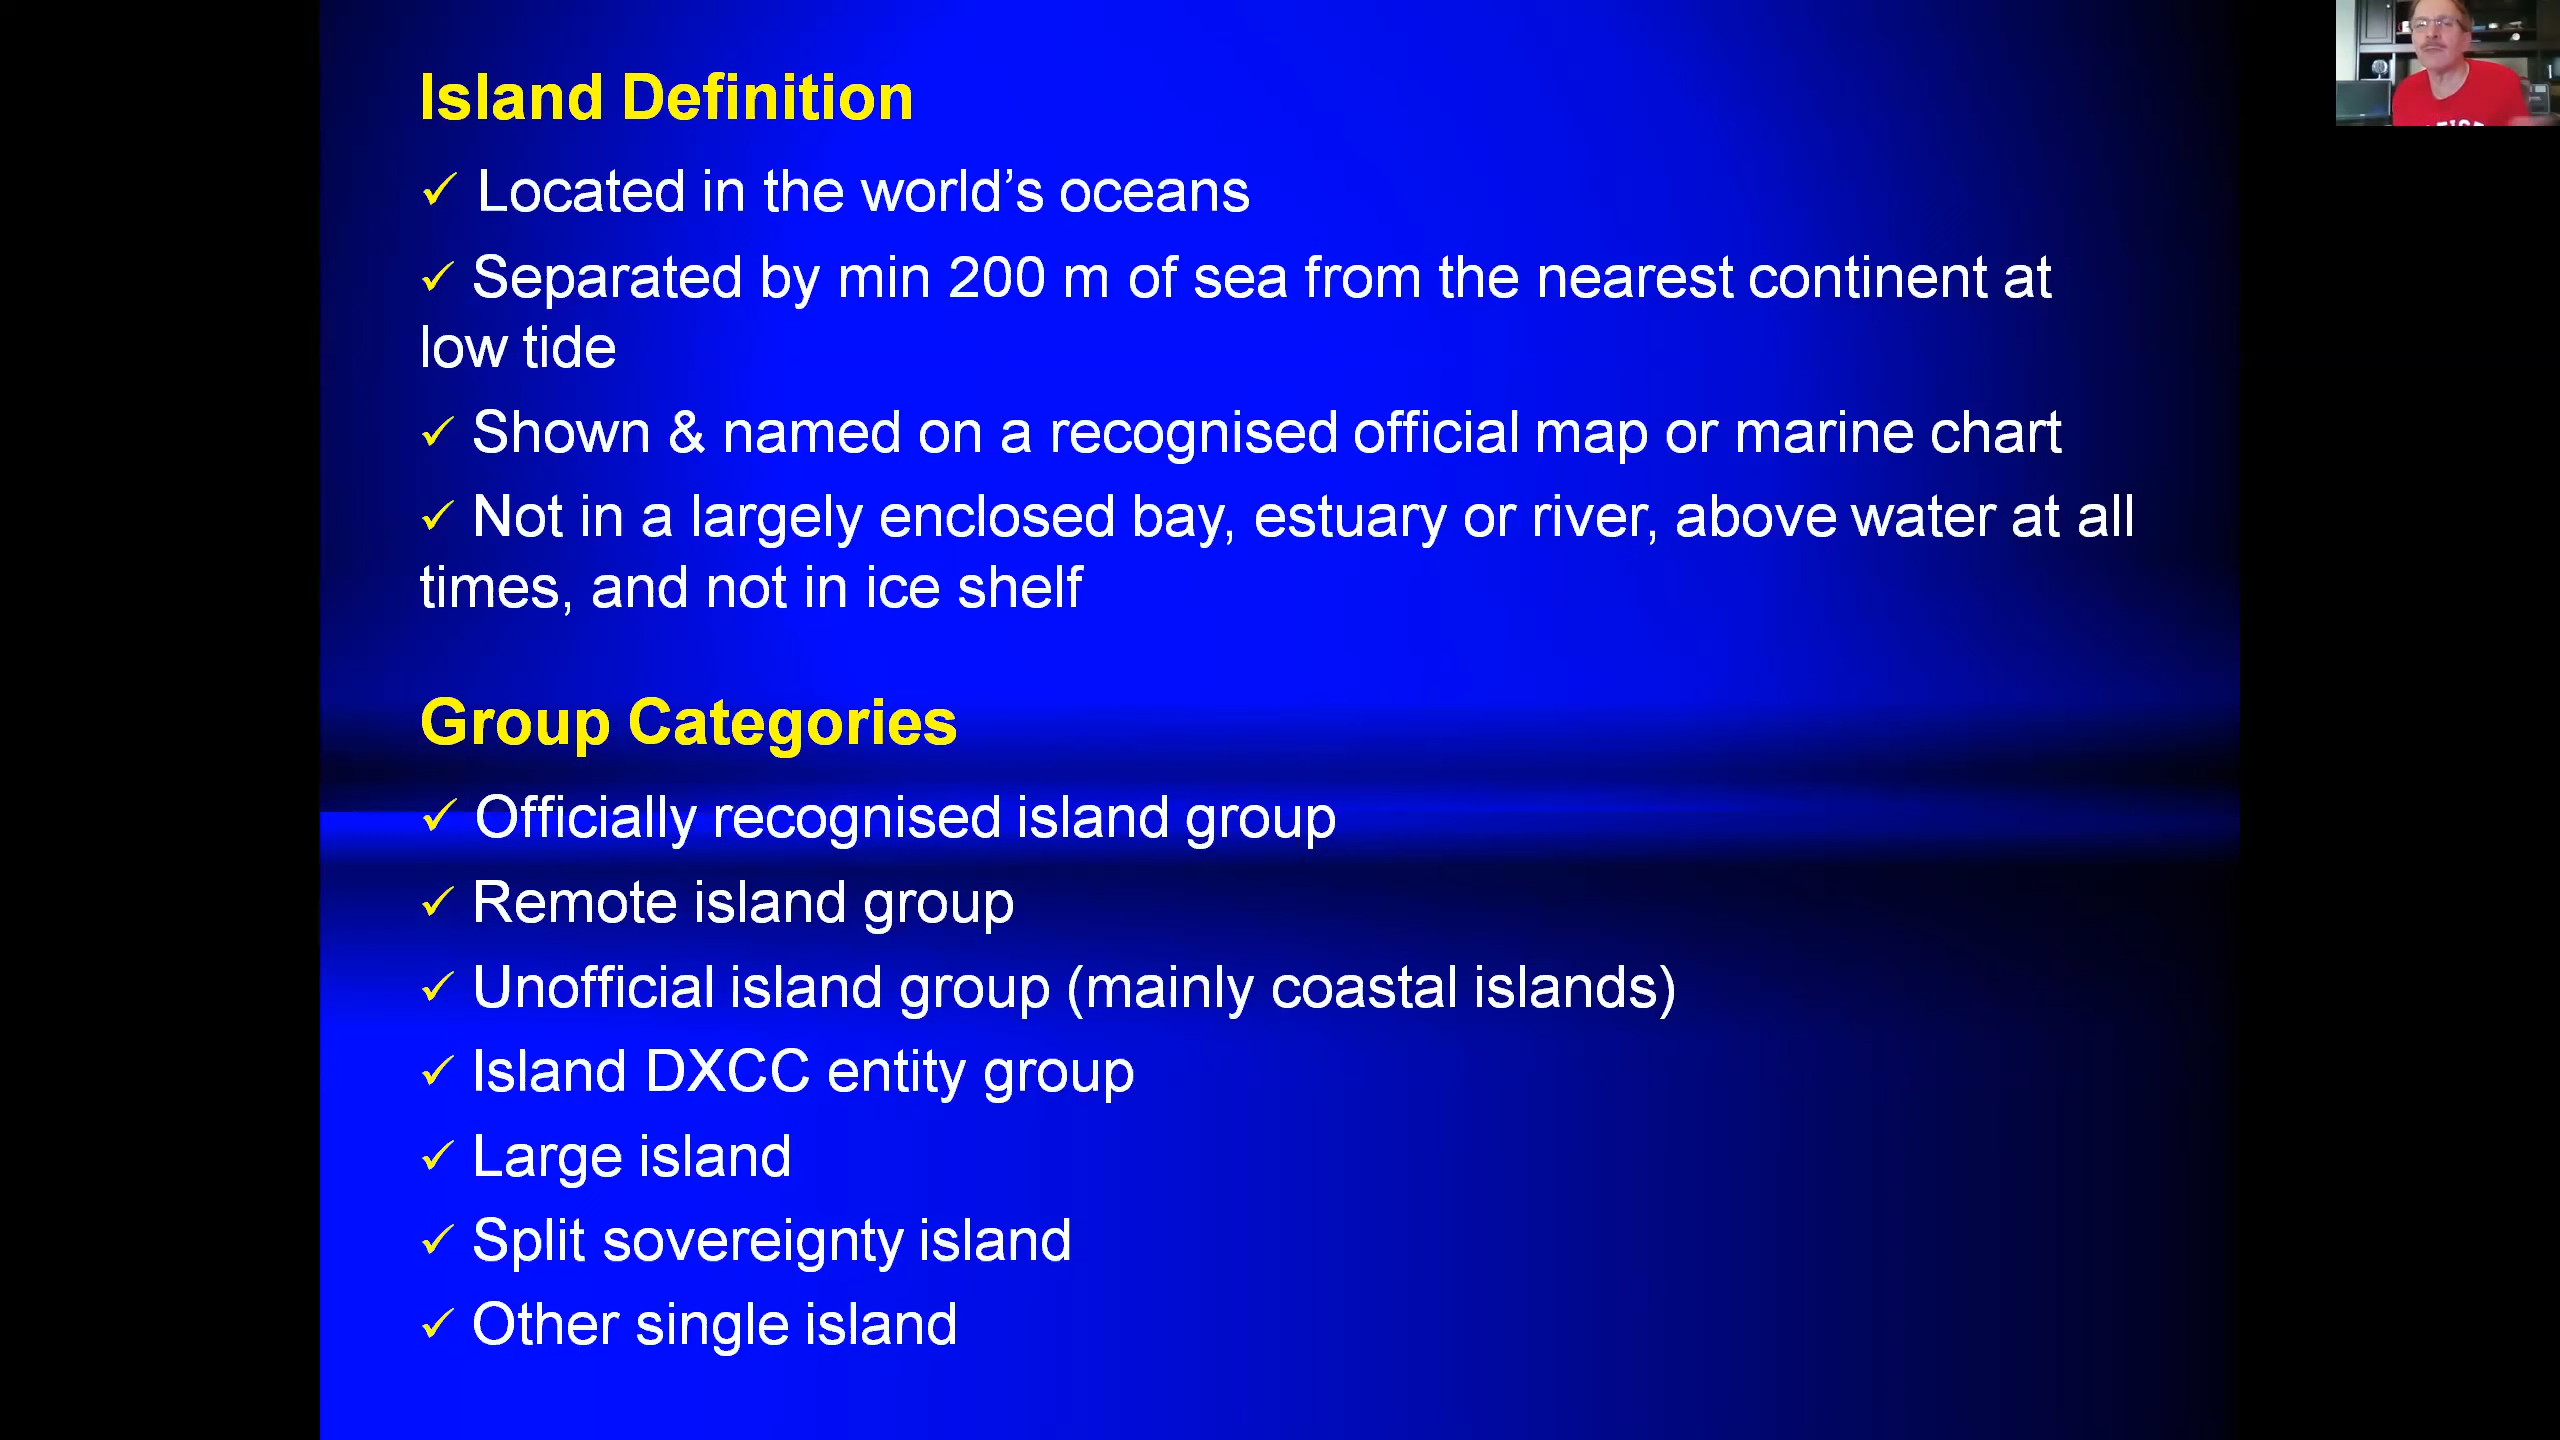 Island Definition
✓ Located in the world’s oceans
✓ Separated by min 200 m of sea from the nearest continent at
low tide
✓ Shown & named on a recognised official map or marine chart
✓ Not in a largely enclosed bay, estuary or river, above water at all
times, and not in ice shelf
Group Categories
✓ Officially recognised island group
✓ Remote island group
✓ Unofficial island group (mainly coastal islands)
✓ Island DXCC entity group
✓ Large island
✓ Split sovereignty island
✓ Other single island